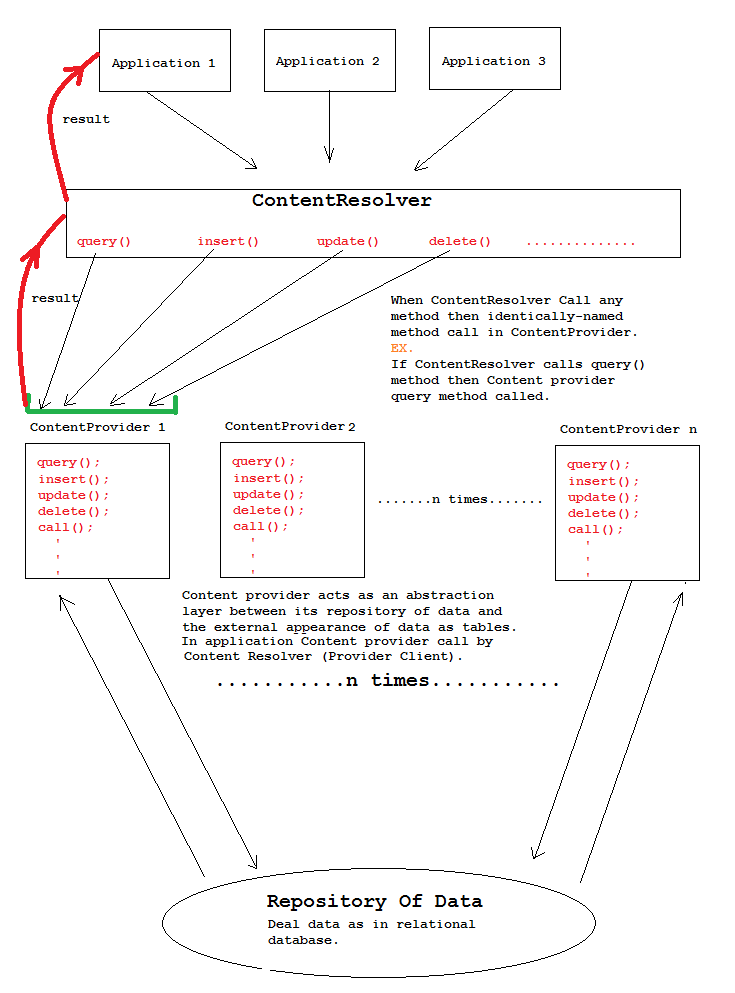 Application 1
Application 2
Application 3
result
ContentResolver
query() insert() update() delete() ..............
result
When ContentResolver Call any
method then identically-named
method call in ContentProvider.
EX.
If ContentResolver calls query()
method then Content provider
query method called.
ContentProvider 1
query();
insert();
update();
delete();
call();
'
'
'
ContentProvider 2
query();
insert();
update();
delete();
call();
'
'
'
.......n times.......
ContentProvider n
query();
insert();
update();
delete();
call();
'
'
'
Content provider acts as an abstraction
layer between its repository of data and
the external appearance of data as tables.
In application Content provider call by
Content Resolver (Provider Client).
...........n times...........
Repository Of Data
Deal data as in relational
database.